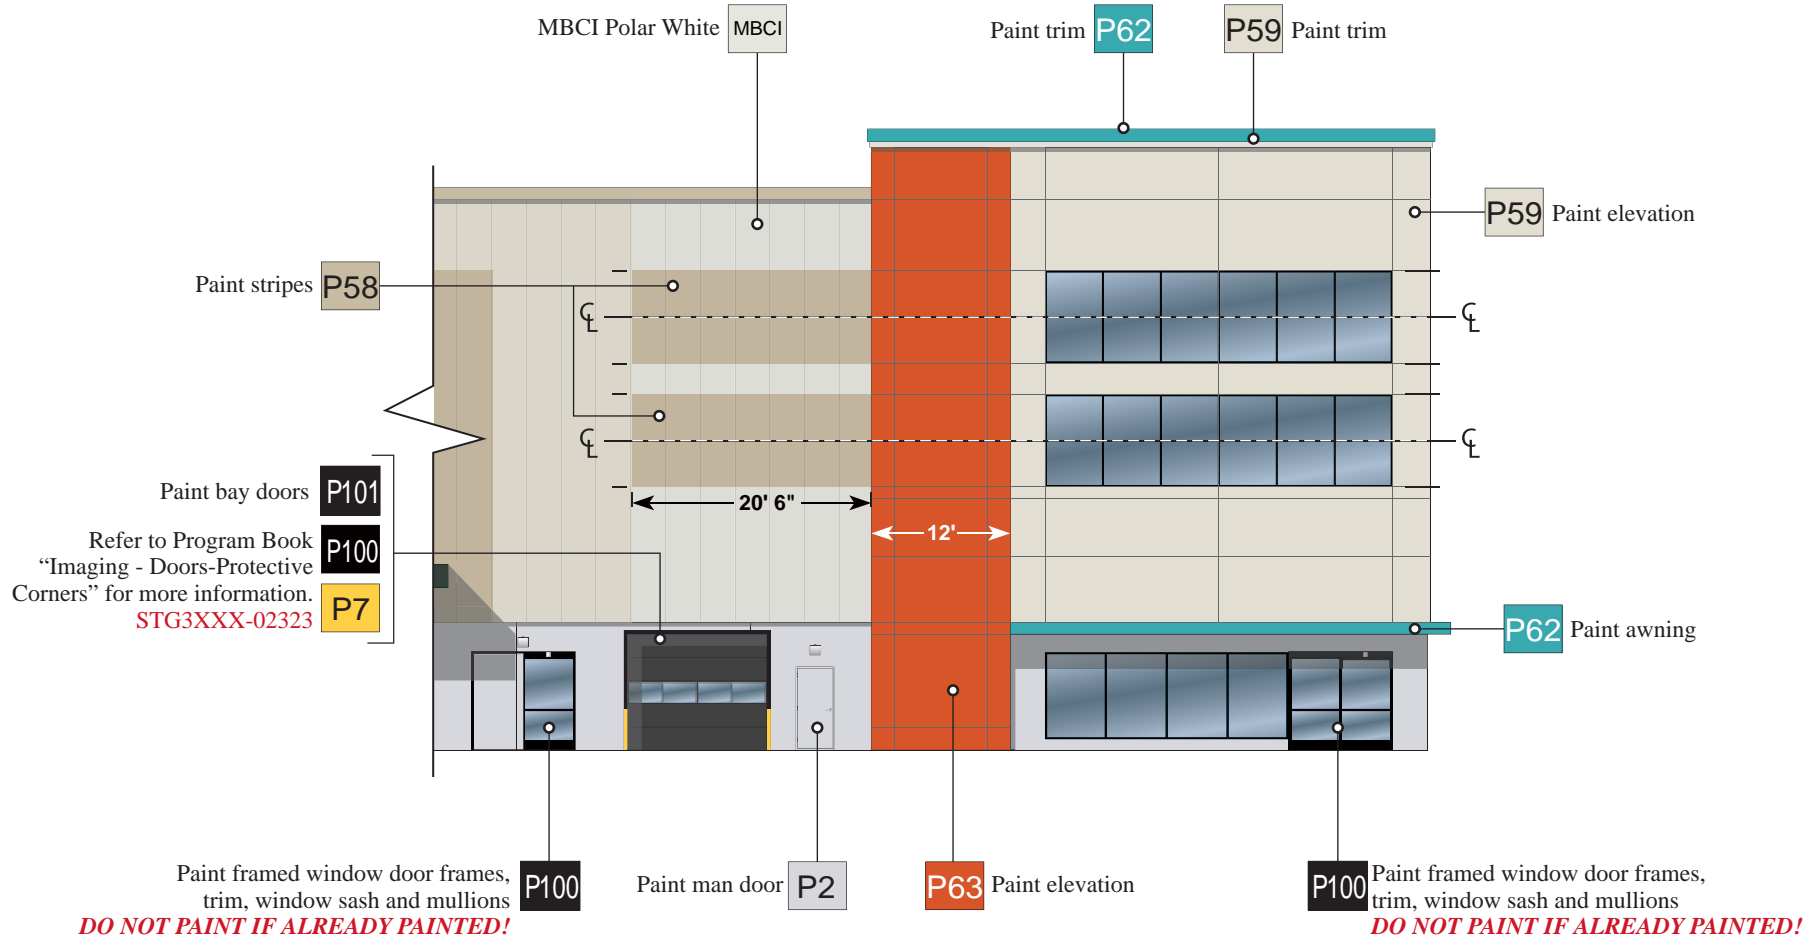 MBCI Polar White MBCI
Paint trim P62
P59 Paint trim
P59 Paint elevation
Paint stripes P58
CL
CL
CL
CL
20' 6"
12'
Paint bay doors P101
Refer to Program Book P100
“Imaging - Doors-Protective
Corners” for more information. P7
STG3XXX-02323
P62 Paint awning
Paint framed window door frames, P100
trim, window sash and mullions
DO NOT PAINT IF ALREADY PAINTED!
Paint man door P2
P63 Paint elevation
P100 Paint framed window door frames,
trim, window sash and mullions
DO NOT PAINT IF ALREADY PAINTED!